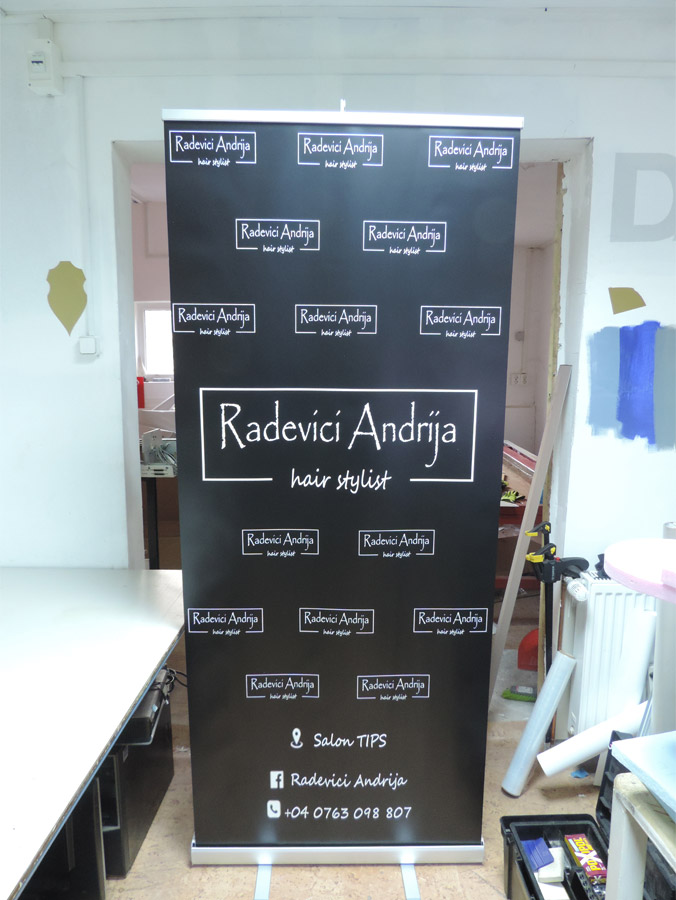 Radevici Andrija Radevici Andrija Radevici Andrija
hair stylist hair stylist hair stylist
Radevici Andrija Radevici Andrija
hair stylist hair stylist
Radevici Andrija Radevici Andrija Radevici Andrija
hair stylist hair stylist hair stylist
Radevici Andrija
hair stylist
Radevici Andrija Radevici Andrija
hair stylist hair stylist
Radevici Andrija Radevici Andrija Radevici Andrija
hair stylist hair stylist hair stylist
Radevici Andrija Radevici Andrija
hair stylist hair stylist
Salon TIPS
Radevici Andrija
+04 0763 098 807
D